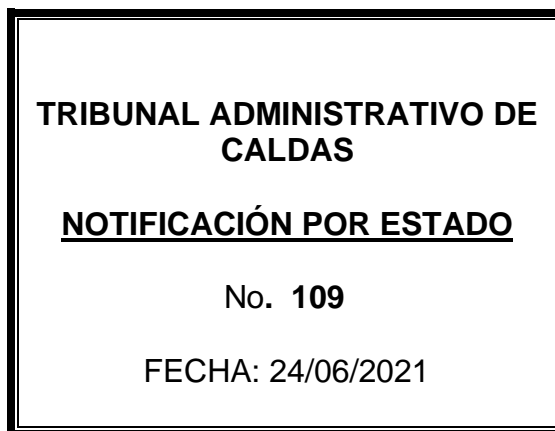 TRIBUNAL ADMINISTRATIVO DE
CALDAS
NOTIFICACIÓN POR ESTADO
No. 109
FECHA: 24/06/2021